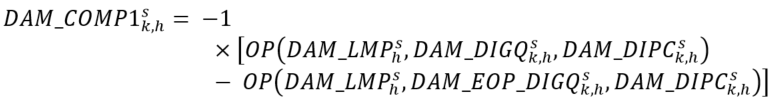 DAM_COMP1^s_{k,h} = −1
× [OP(DAM_LMP^s_h, DAM_DIGQ^s_{k,h}, DAM_DIPC^s_{k,h})
− OP(DAM_LMP^s_h, DAM_EOP_DIGQ^s_{k,h}, DAM_DIPC^s_{k,h})]